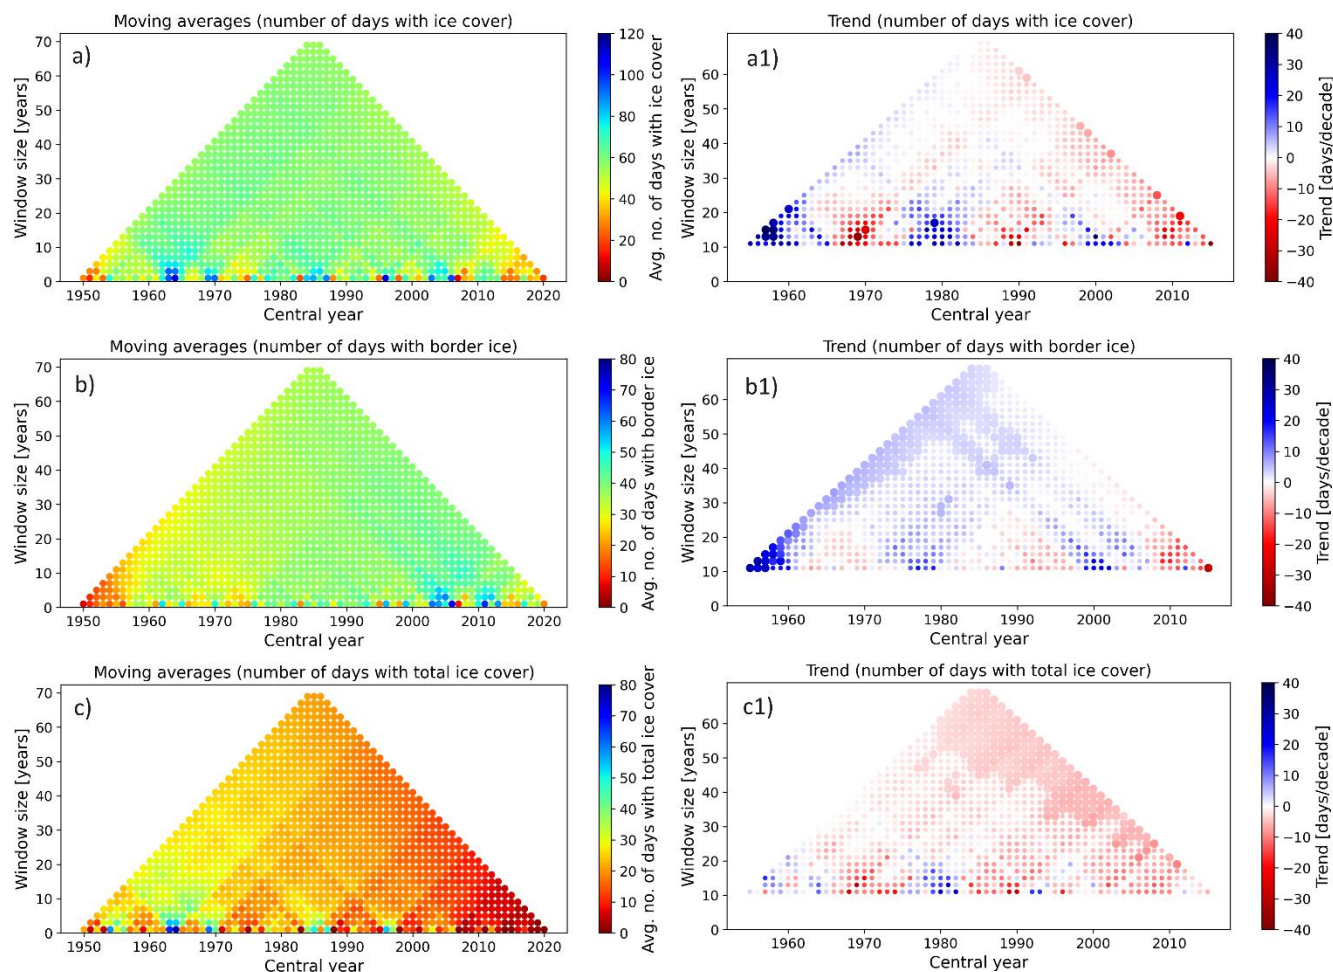 Moving averages (number of days with ice cover)
a)
70
60
50
40
30
20
10
0
Window size [years]
1950 1960 1970 1980 1990 2000 2010 2020
Central year
120
100
80
60
40
20
0
Avg. no. of days with ice cover
Trend (number of days with ice cover)
a1)
60
50
40
30
20
10
0
Window size [years]
1960 1970 1980 1990 2000 2010
Central year
40
30
20
10
0
−10
−20
−30
−40
Trend [days/decade]
Moving averages (number of days with border ice)
b)
70
60
50
40
30
20
10
0
Window size [years]
1950 1960 1970 1980 1990 2000 2010 2020
Central year
80
70
60
50
40
30
20
10
0
Avg. no. of days with border ice
Trend (number of days with border ice)
b1)
70
60
50
40
30
20
10
0
Window size [years]
1960 1970 1980 1990 2000 2010
Central year
40
30
20
10
0
−10
−20
−30
−40
Trend [days/decade]
Moving averages (number of days with total ice cover)
c)
70
60
50
40
30
20
10
0
Window size [years]
1950 1960 1970 1980 1990 2000 2010 2020
Central year
80
70
60
50
40
30
20
10
0
Avg. no. of days with total ice cover
Trend (number of days with total ice cover)
c1)
60
50
40
30
20
10
0
Window size [years]
1960 1970 1980 1990 2000 2010
Central year
40
30
20
10
0
−10
−20
−30
−40
Trend [days/decade]